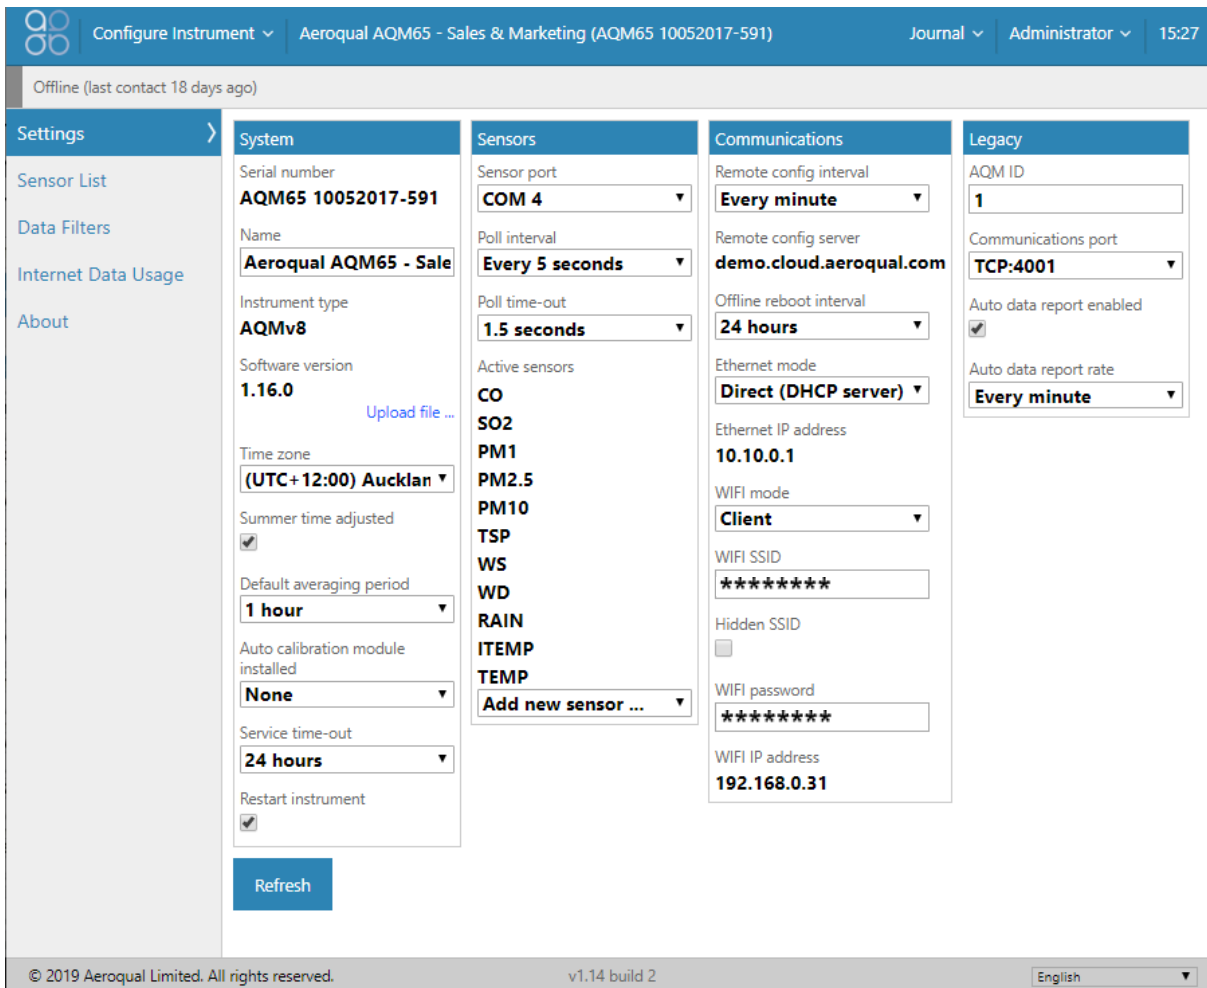 Configure Instrument
Aeroqual AQM65 - Sales & Marketing (AQM65 10052017-591)
Journal
Administrator
15:27
Offline (last contact 18 days ago)
Settings
Sensor List
Data Filters
Internet Data Usage
About
System
Serial number
AQM65 10052017-591
Name
Aeroqual AQM65 - Sale
Instrument type
AQMv8
Software version
1.16.0
Upload file ...
Time zone
(UTC+12:00) Aucklan
Summer time adjusted
Default averaging period
1 hour
Auto calibration module
installed
None
Service time-out
24 hours
Restart instrument
Refresh
Sensors
Sensor port
COM 4
Poll interval
Every 5 seconds
Poll time-out
1.5 seconds
Active sensors
CO
SO2
PM1
PM2.5
PM10
TSP
WS
WD
RAIN
ITEMP
TEMP
Add new sensor ...
Communications
Remote config interval
Every minute
Remote config server
demo.cloud.aeroqual.com
Offline reboot interval
24 hours
Ethernet mode
Direct (DHCP server)
Ethernet IP address
10.10.0.1
WIFI mode
Client
WIFI SSID
********
Hidden SSID
WIFI password
********
WIFI IP address
192.168.0.31
Legacy
AQM ID
1
Communications port
TCP:4001
Auto data report enabled
Auto data report rate
Every minute
© 2019 Aeroqual Limited. All rights reserved.
v1.14 build 2
English